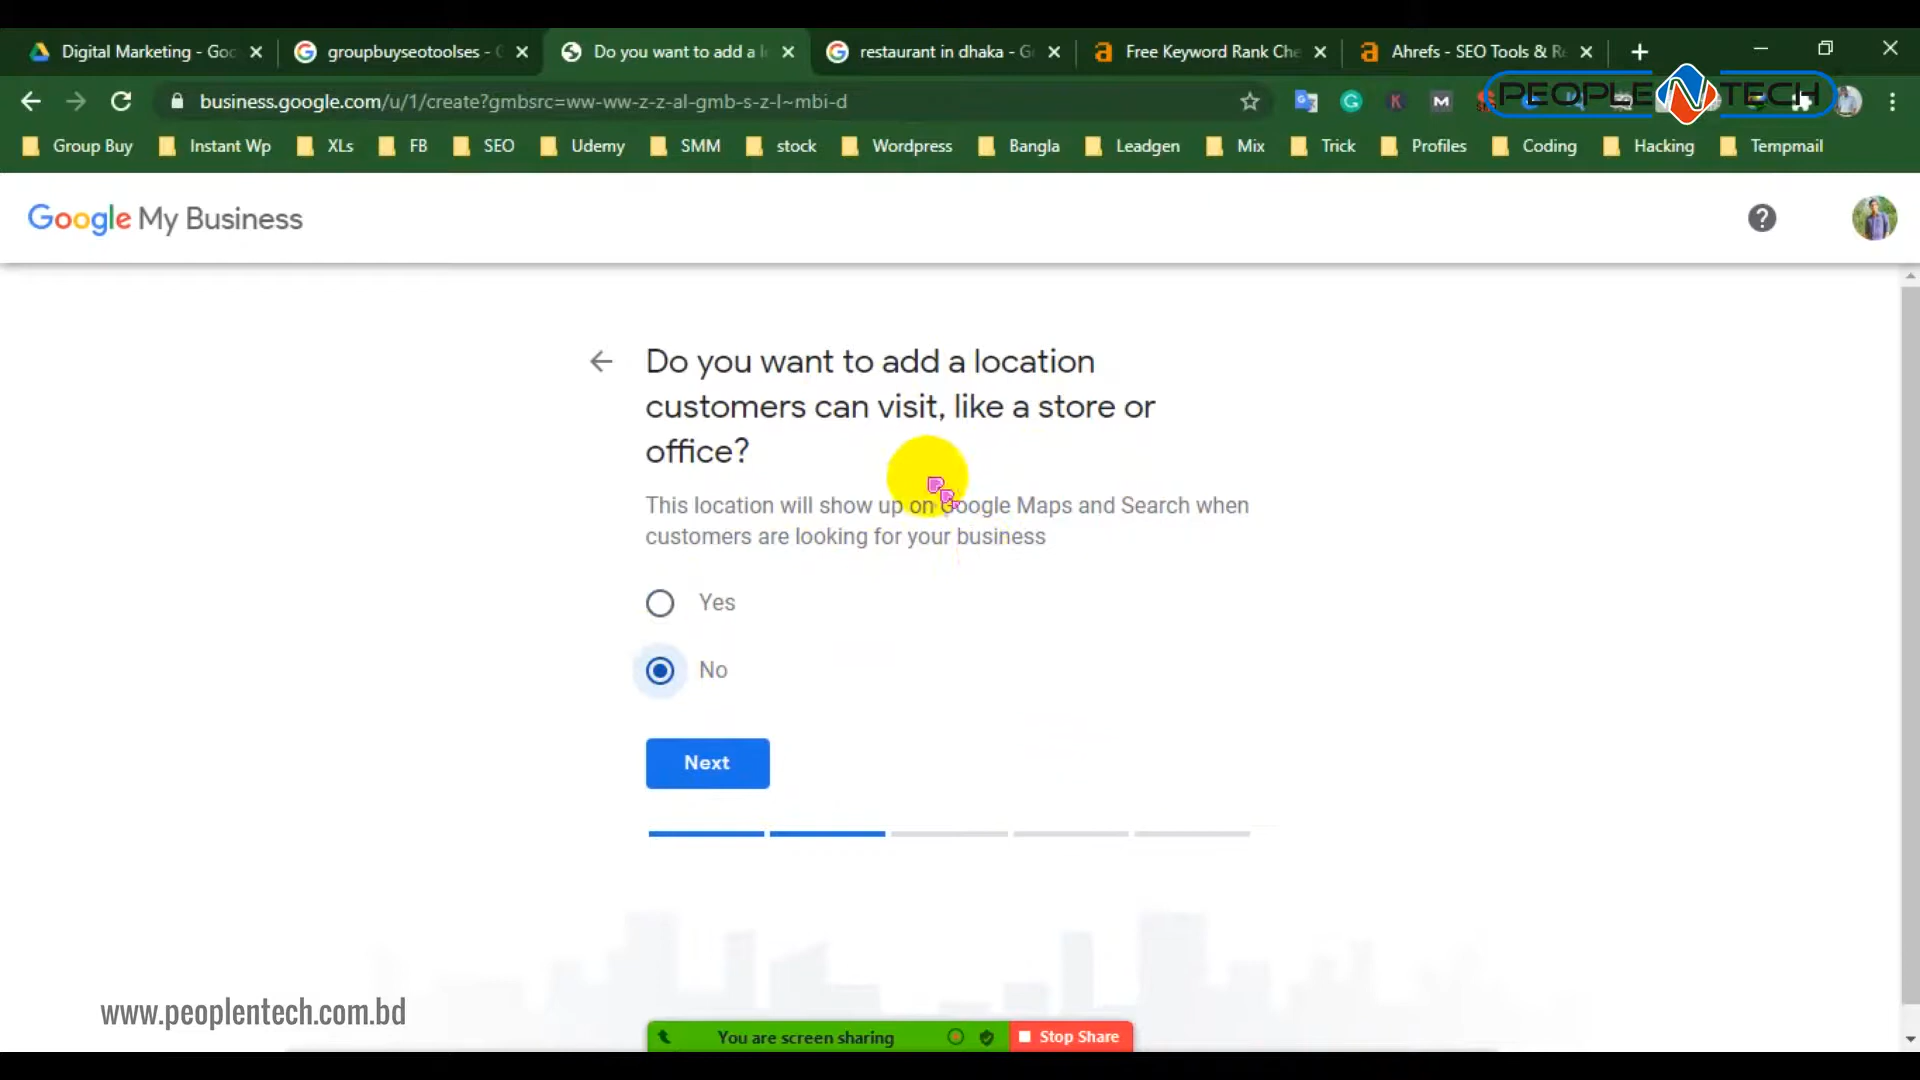 Digital Marketing - Goo
groupbuyseotoolses - G
Do you want to add a l
restaurant in dhaka - G
Free Keyword Rank Che
Ahrefs - SEO Tools & Re
business.google.com/u/1/create?gmbsrc=ww-ww-z-z-al-gmb-s-z-l~mbi-d
PEOPLE N TECH
Group Buy
Instant Wp
XLs
FB
SEO
Udemy
SMM
stock
Wordpress
Bangla
Leadgen
Mix
Trick
Profiles
Coding
Hacking
Tempmail
Google My Business
Do you want to add a location
customers can visit, like a store or
office?
This location will show up on Google Maps and Search when
customers are looking for your business
Yes
No
Next
www.peoplentech.com.bd
You are screen sharing
Stop Share